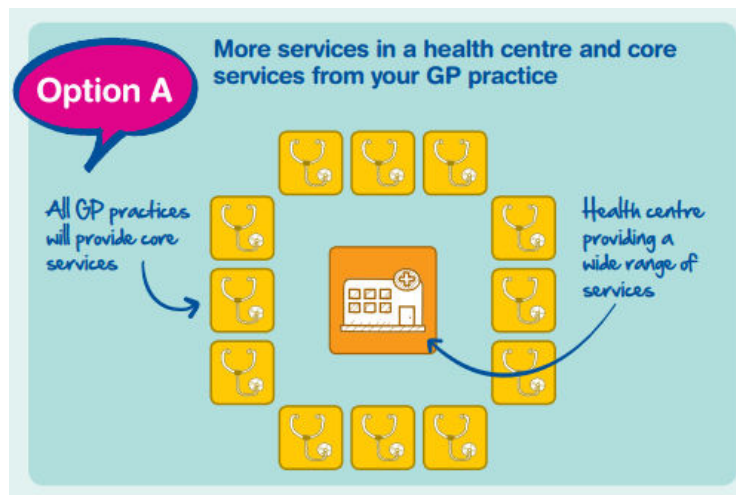 Option A
More services in a health centre and core
services from your GP practice
All GP practices
will provide core
services
Health centre
providing a
wide range of
services